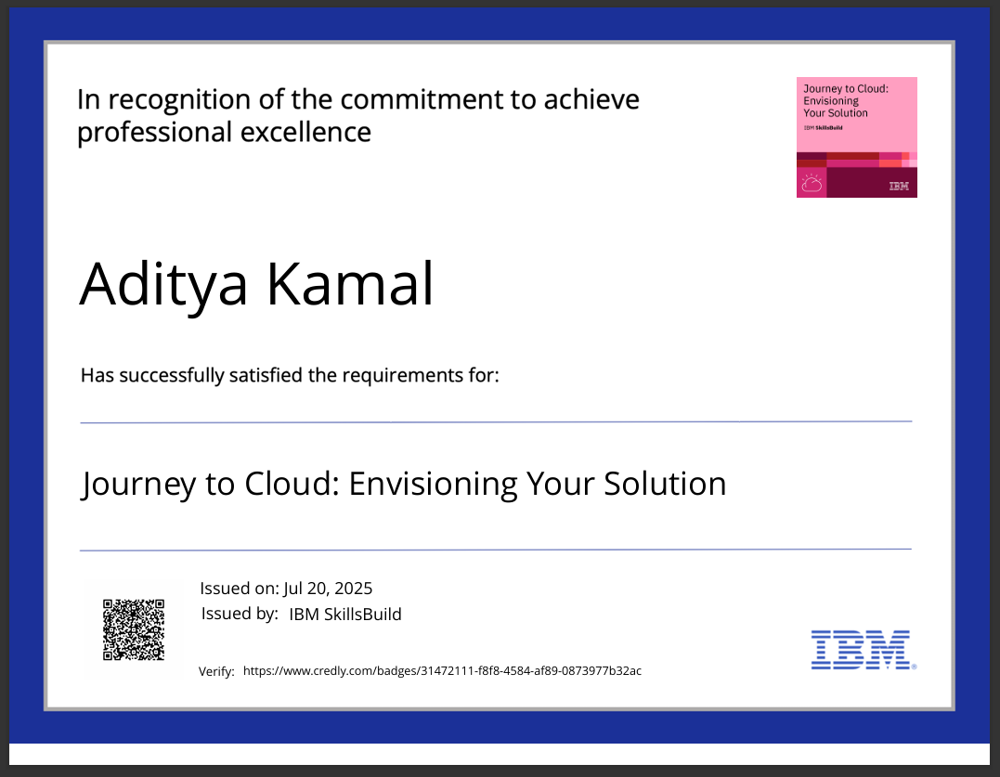 In recognition of the commitment to achieve
professional excellence
Journey to Cloud:
Envisioning
Your Solution
IBM SkillsBuild
IBM
Aditya Kamal
Has successfully satisfied the requirements for:
Journey to Cloud: Envisioning Your Solution
Issued on: Jul 20, 2025
Issued by: IBM SkillsBuild
Verify: https://www.credly.com/badges/31472111-f8f8-4584-af89-0873977b32ac
IBM®